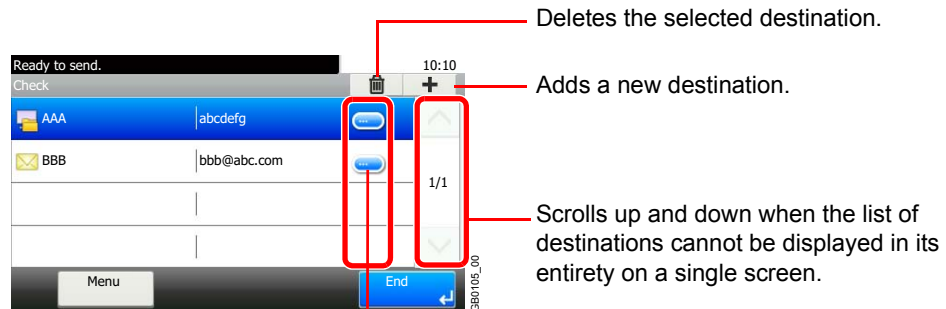 Deletes the selected destination.
Ready to send.
10:10
Check
Adds a new destination.
AAA
abcdefg
...
BBB
bbb@abc.com
...
1/1
Scrolls up and down when the list of
destinations cannot be displayed in its
entirety on a single screen.
Menu
End
GB0105_00